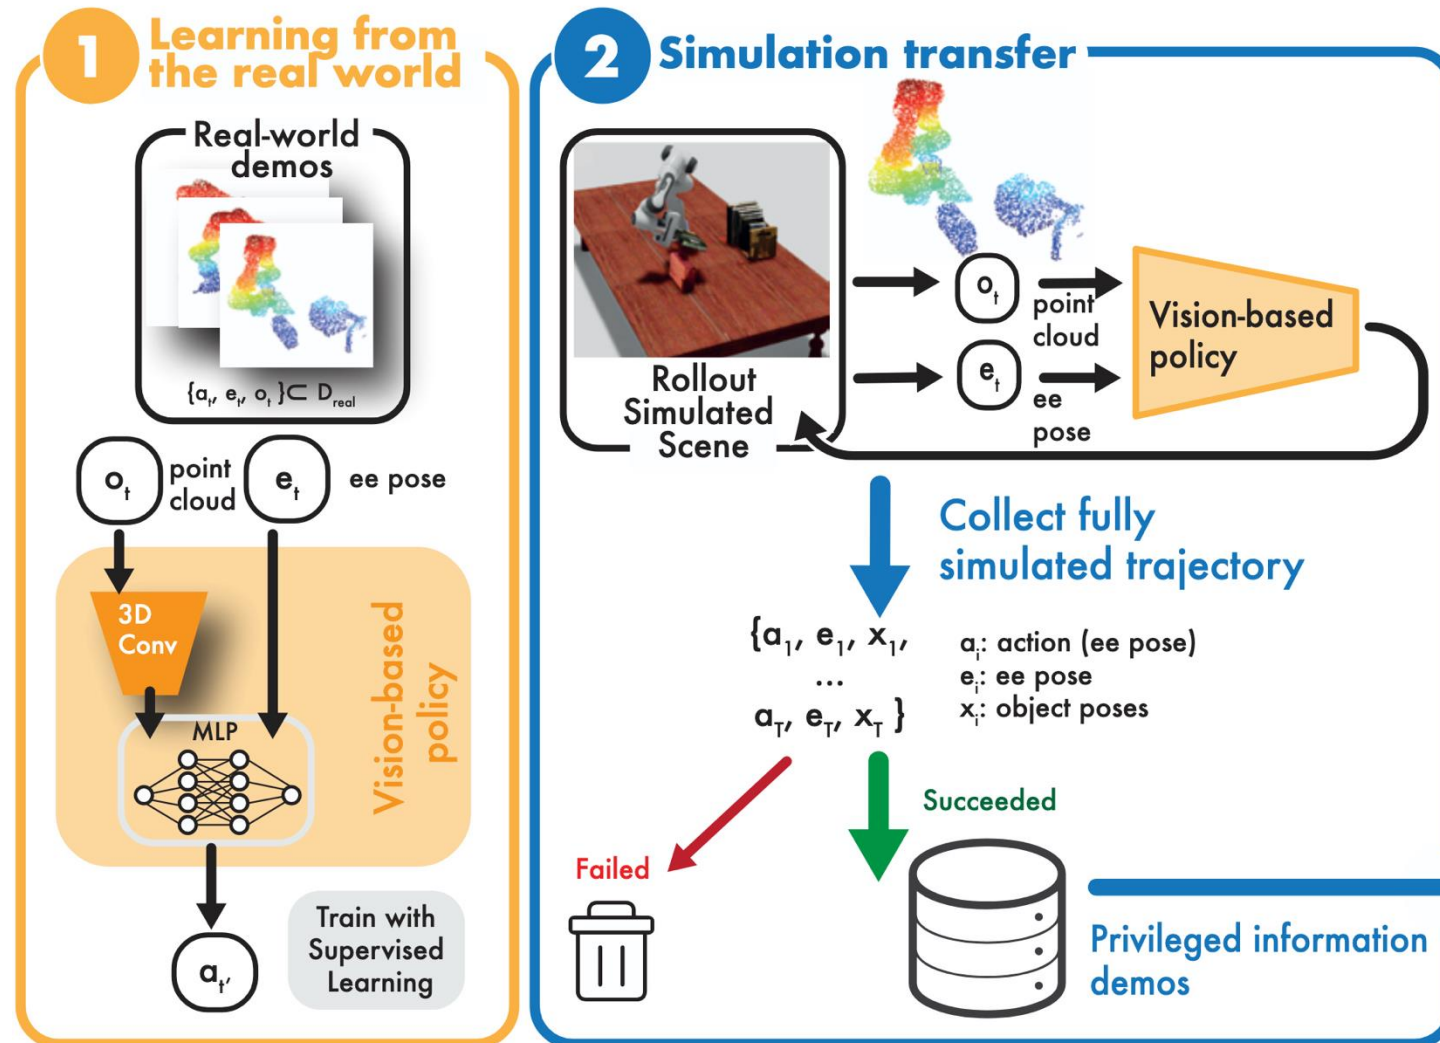 1
Learning from
the real world
Real-world
demos
{a_t, e_t, o_t }⊂ D_real
o_t
point
cloud
e_t
ee pose
3D
Conv
MLP
Vision-based
policy
a_t'
Train with
Supervised
Learning
2
Simulation transfer
Rollout
Simulated
Scene
o_t
point
cloud
e_t
ee
pose
Vision-based
policy
Collect fully
simulated trajectory
{a_1, e_1, x_1,
...
a_T, e_T, x_T }
a_i: action (ee pose)
e_i: ee pose
x_i: object poses
Failed
Succeeded
Privileged information
demos